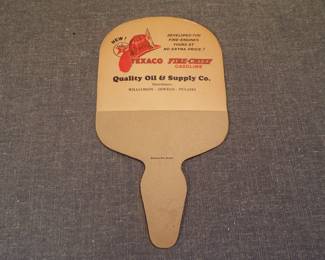 NEW!
DEVELOPED FOR
FIRE-ENGINES
YOURS AT
NO EXTRA PRICE!
TEXACO FIRE-CHIEF
GASOLINE
Quality Oil & Supply Co.